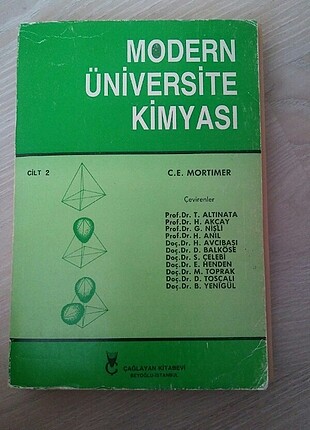 MODERN
ÜNİVERSİTE
KİMYASI
CİLT 2
C.E. MORTIMER
Çevirenler
Prof.Dr. T. ALTINATA
Prof.Dr. H. AKÇAY
Prof.Dr. G. NİŞLİ
Prof.Dr. H. ANIL
Doç.Dr. H. AVCIBAŞI
Doç.Dr. D. BALKÖSE
Doç.Dr. S. ÇELEBİ
Doç.Dr. E. HENDEN
Doç.Dr. M. TOPRAK
Doç.Dr. D. TOSÇALI
Doç.Dr. B. YENİGÜL
ÇAĞLAYAN KİTABEVİ
BEYOĞLU-İSTANBUL